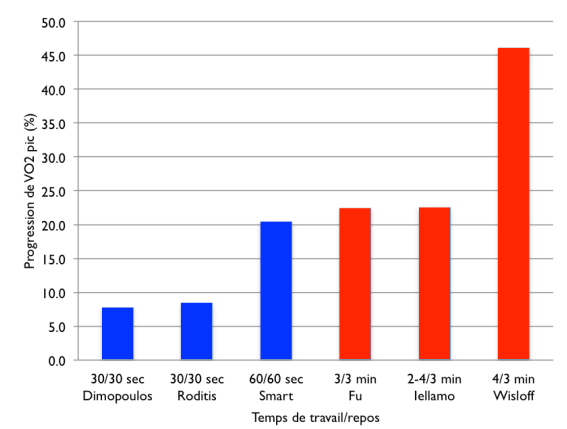 50.0
45.0
40.0
35.0
30.0
25.0
20.0
15.0
10.0
5.0
0.0
Progression de VO2 pic (%)
30/30 sec 30/30 sec 60/60 sec 3/3 min 2-4/3 min 4/3 min
Dimopoulos Roditis Smart Fu Iellamo Wisloff
Temps de travail/repos